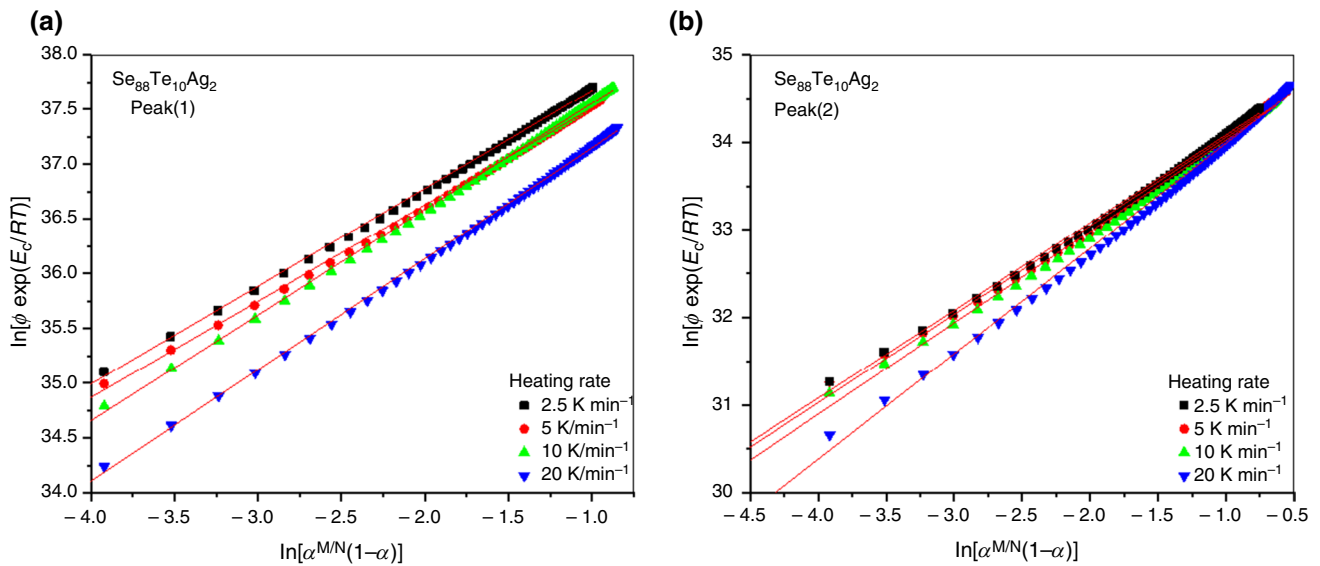 (a)
38.0
37.5
37.0
36.5
36.0
35.5
35.0
34.5
34.0
ln[ϕ exp(E_c/RT)]
Se₈₈Te₁₀Ag₂
Peak(1)
Heating rate
2.5 K min⁻¹
5 K/min⁻¹
10 K/min⁻¹
20 K/min⁻¹
– 4.0 – 3.5 – 3.0 – 2.5 – 2.0 – 1.5 – 1.0
ln[α^M/N(1–α)]
(b)
35
34
33
32
31
30
ln[ϕ exp(E_c/RT)]
Se₈₈Te₁₀Ag₂
Peak(2)
Heating rate
2.5 K min⁻¹
5 K min⁻¹
10 K min⁻¹
20 K min⁻¹
– 4.5 – 4.0 – 3.5 – 3.0 – 2.5 – 2.0 – 1.5 – 1.0 – 0.5
ln[α^M/N(1–α)]